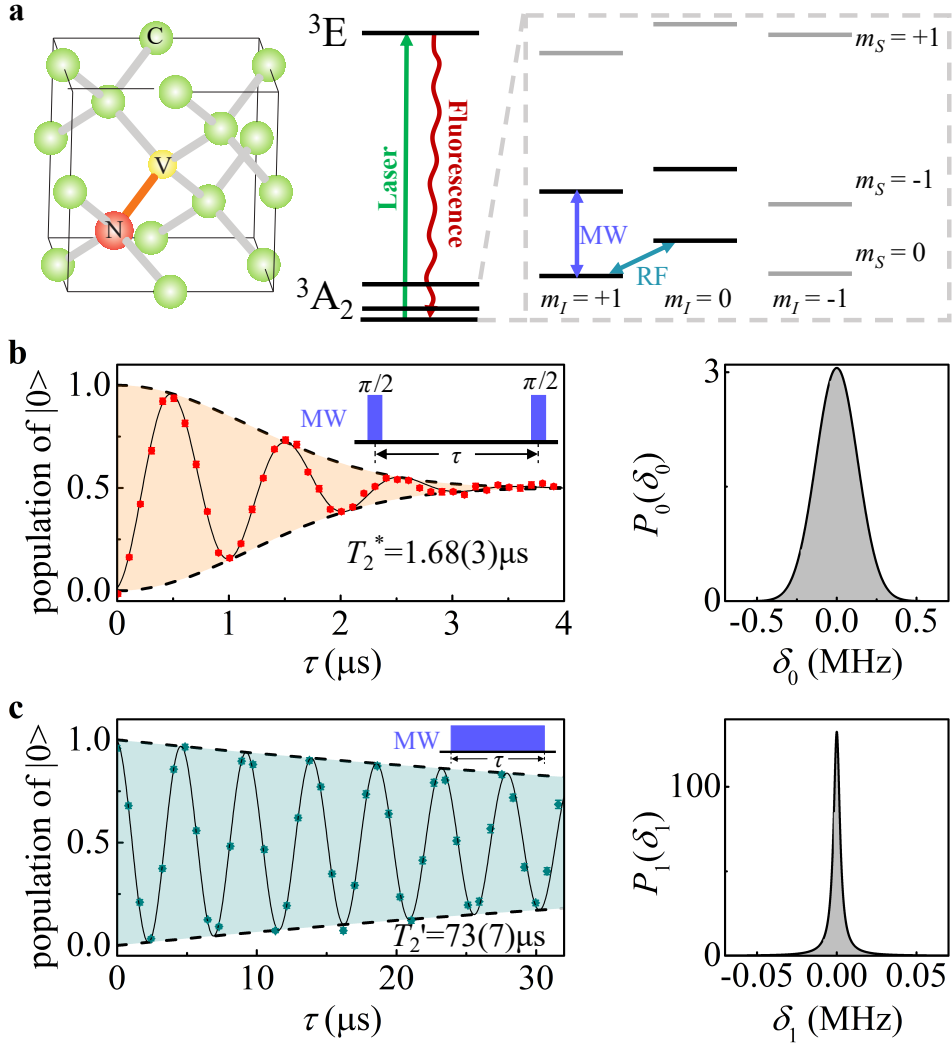 a
C
V
N
³E
³A₂
Laser
Fluorescence
m_S = +1
m_S = -1
m_S = 0
MW
RF
m_I = +1
m_I = 0
m_I = -1
b
population of |0>
1.0
0.5
0.0
0
1
2
3
4
τ (μs)
π/2
π/2
MW
τ
T₂*=1.68(3)μs
P₀(δ₀)
3
0
-0.5
0.0
0.5
δ₀ (MHz)
c
population of |0>
1.0
0.5
0.0
0
10
20
30
τ (μs)
MW
τ
T₂'=73(7)μs
P₁(δ₁)
100
0
-0.05
0.00
0.05
δ₁ (MHz)